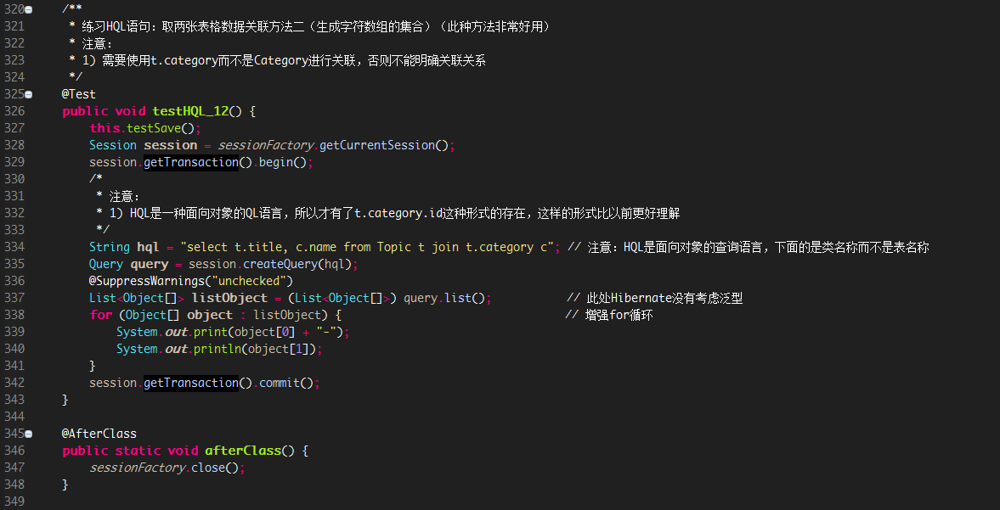 320 /**
321 * 练习HQL语句：取两张表格数据关联方法二（生成字符数组的集合）（此种方法非常好用）
322 * 注意：
323 * 1) 需要使用t.category而不是Category进行关联，否则不能明确关联关系
324 */
325 @Test
326 public void testHQL_12() {
327 this.testSave();
328 Session session = sessionFactory.getCurrentSession();
329 session.getTransaction().begin();
330 /*
331 * 注意：
332 * 1) HQL是一种面向对象的QL语言，所以才有了t.category.id这种形式的存在，这样的形式比以前更好理解
333 */
334 String hql = "select t.title, c.name from Topic t join t.category c"; // 注意：HQL是面向对象的查询语言，下面的是类名称而不是表名称
335 Query query = session.createQuery(hql);
336 @SuppressWarnings("unchecked")
337 List<Object[]> listObject = (List<Object[]>) query.list(); // 此处Hibernate没有考虑泛型
338 for (Object[] object : listObject) { // 增强for循环
339 System.out.print(object[0] + "-");
340 System.out.println(object[1]);
341 }
342 session.getTransaction().commit();
343 }
344
345 @AfterClass
346 public static void afterClass() {
347 sessionFactory.close();
348 }
349